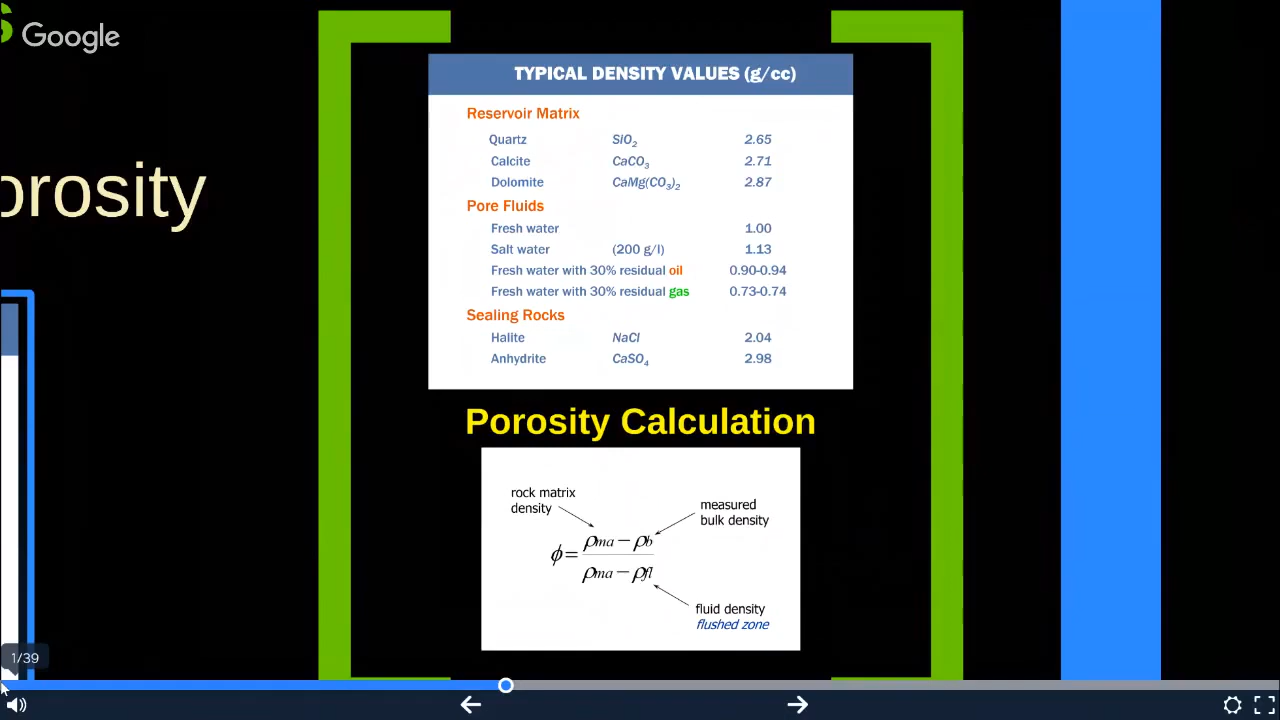 Google
orosity
TYPICAL DENSITY VALUES (g/cc)
Reservoir Matrix
Quartz SiO₂ 2.65
Calcite CaCO₃ 2.71
Dolomite CaMg(CO₃)₂ 2.87
Pore Fluids
Fresh water 1.00
Salt water (200 g/l) 1.13
Fresh water with 30% residual oil 0.90-0.94
Fresh water with 30% residual gas 0.73-0.74
Sealing Rocks
Halite NaCl 2.04
Anhydrite CaSO₄ 2.98
Porosity Calculation
rock matrix
density
measured
bulk density
ϕ = (ρma − ρb) / (ρma − ρfl)
fluid density
flushed zone
1/39